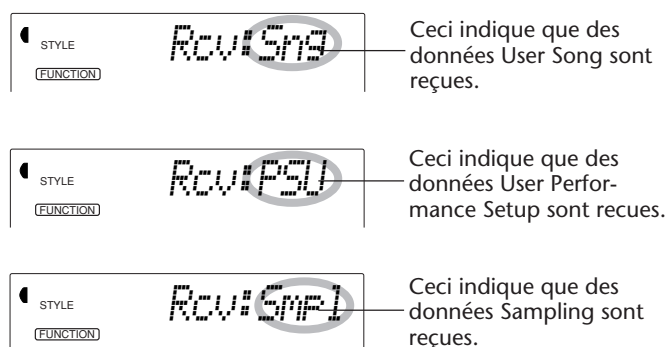 STYLE
FUNCTION
Rcv:Sng
Ceci indique que des
données User Song sont
reçues.
STYLE
FUNCTION
Rcv:PSU
Ceci indique que des
données User Perfor-
mance Setup sont recues.
STYLE
FUNCTION
Rcv:Smpl
Ceci indique que des
données Sampling sont
reçues.